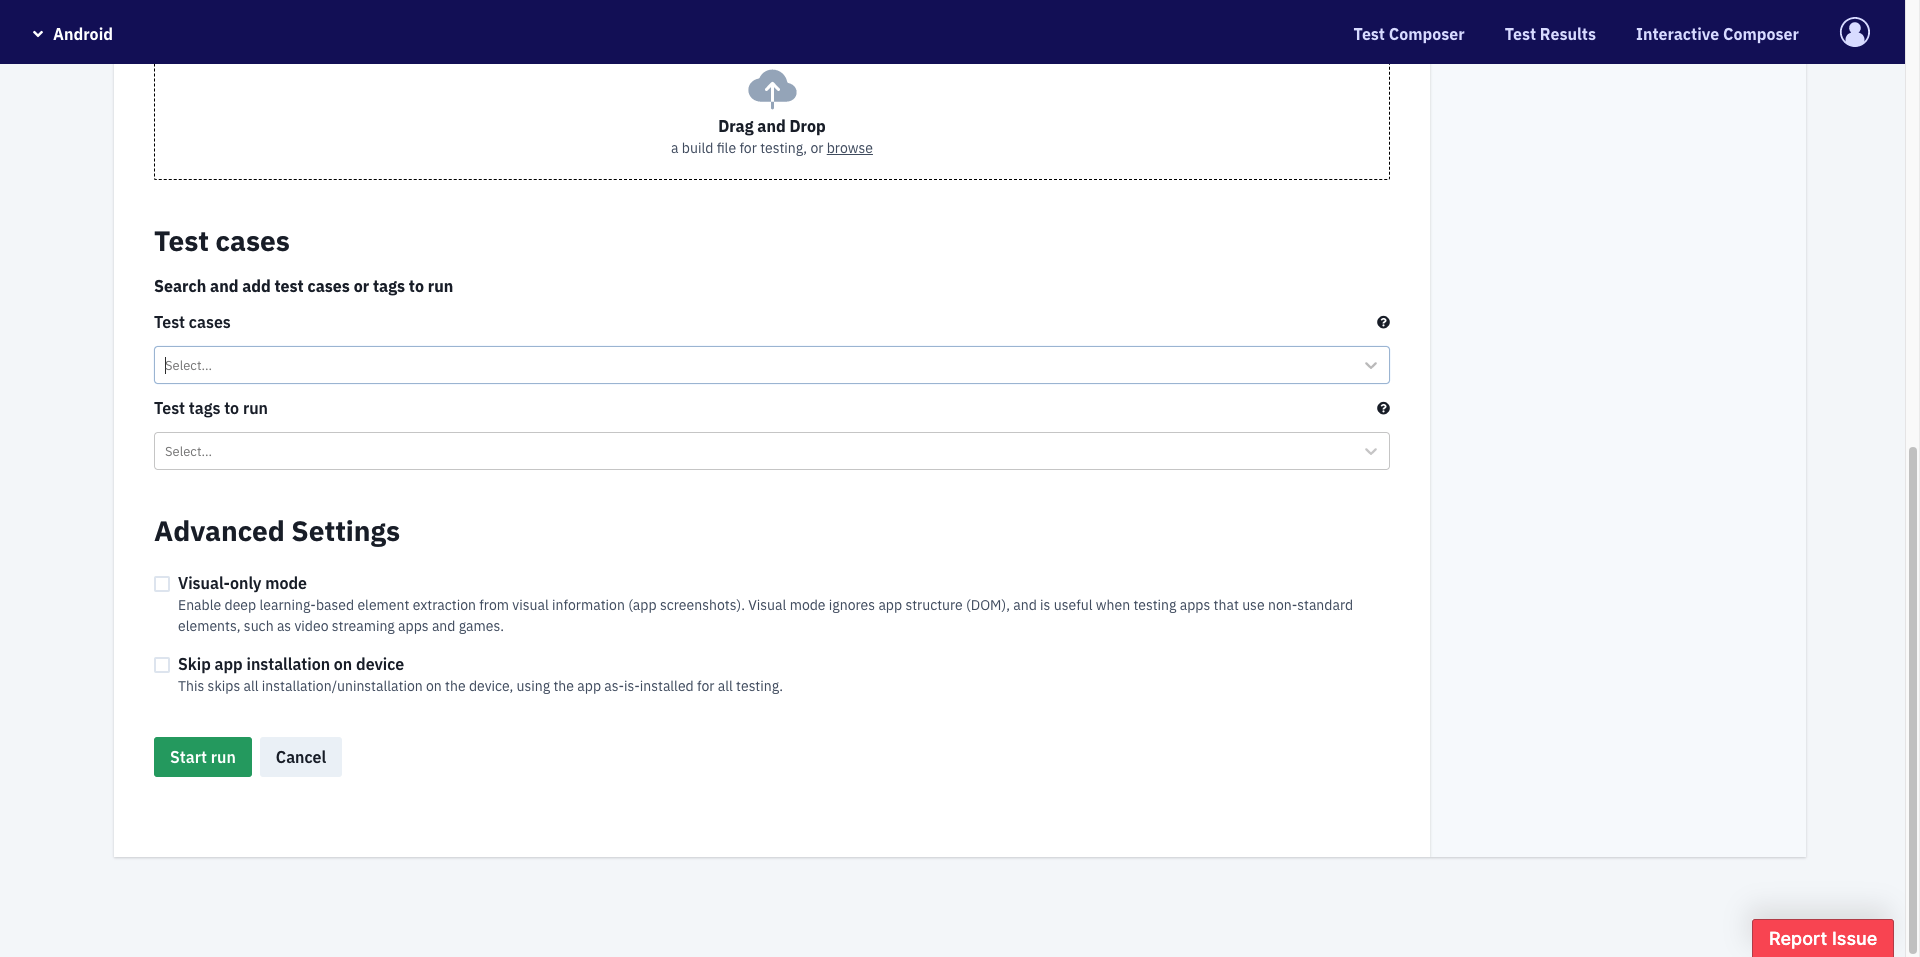 Android
Test Composer
Test Results
Interactive Composer
Drag and Drop
a build file for testing, or browse
Test cases
Search and add test cases or tags to run
Test cases
Select...
Test tags to run
Select...
Advanced Settings
Visual-only mode
Enable deep learning-based element extraction from visual information (app screenshots). Visual mode ignores app structure (DOM), and is useful when testing apps that use non-standard
elements, such as video streaming apps and games.
Skip app installation on device
This skips all installation/uninstallation on the device, using the app as-is-installed for all testing.
Start run
Cancel
Report Issue